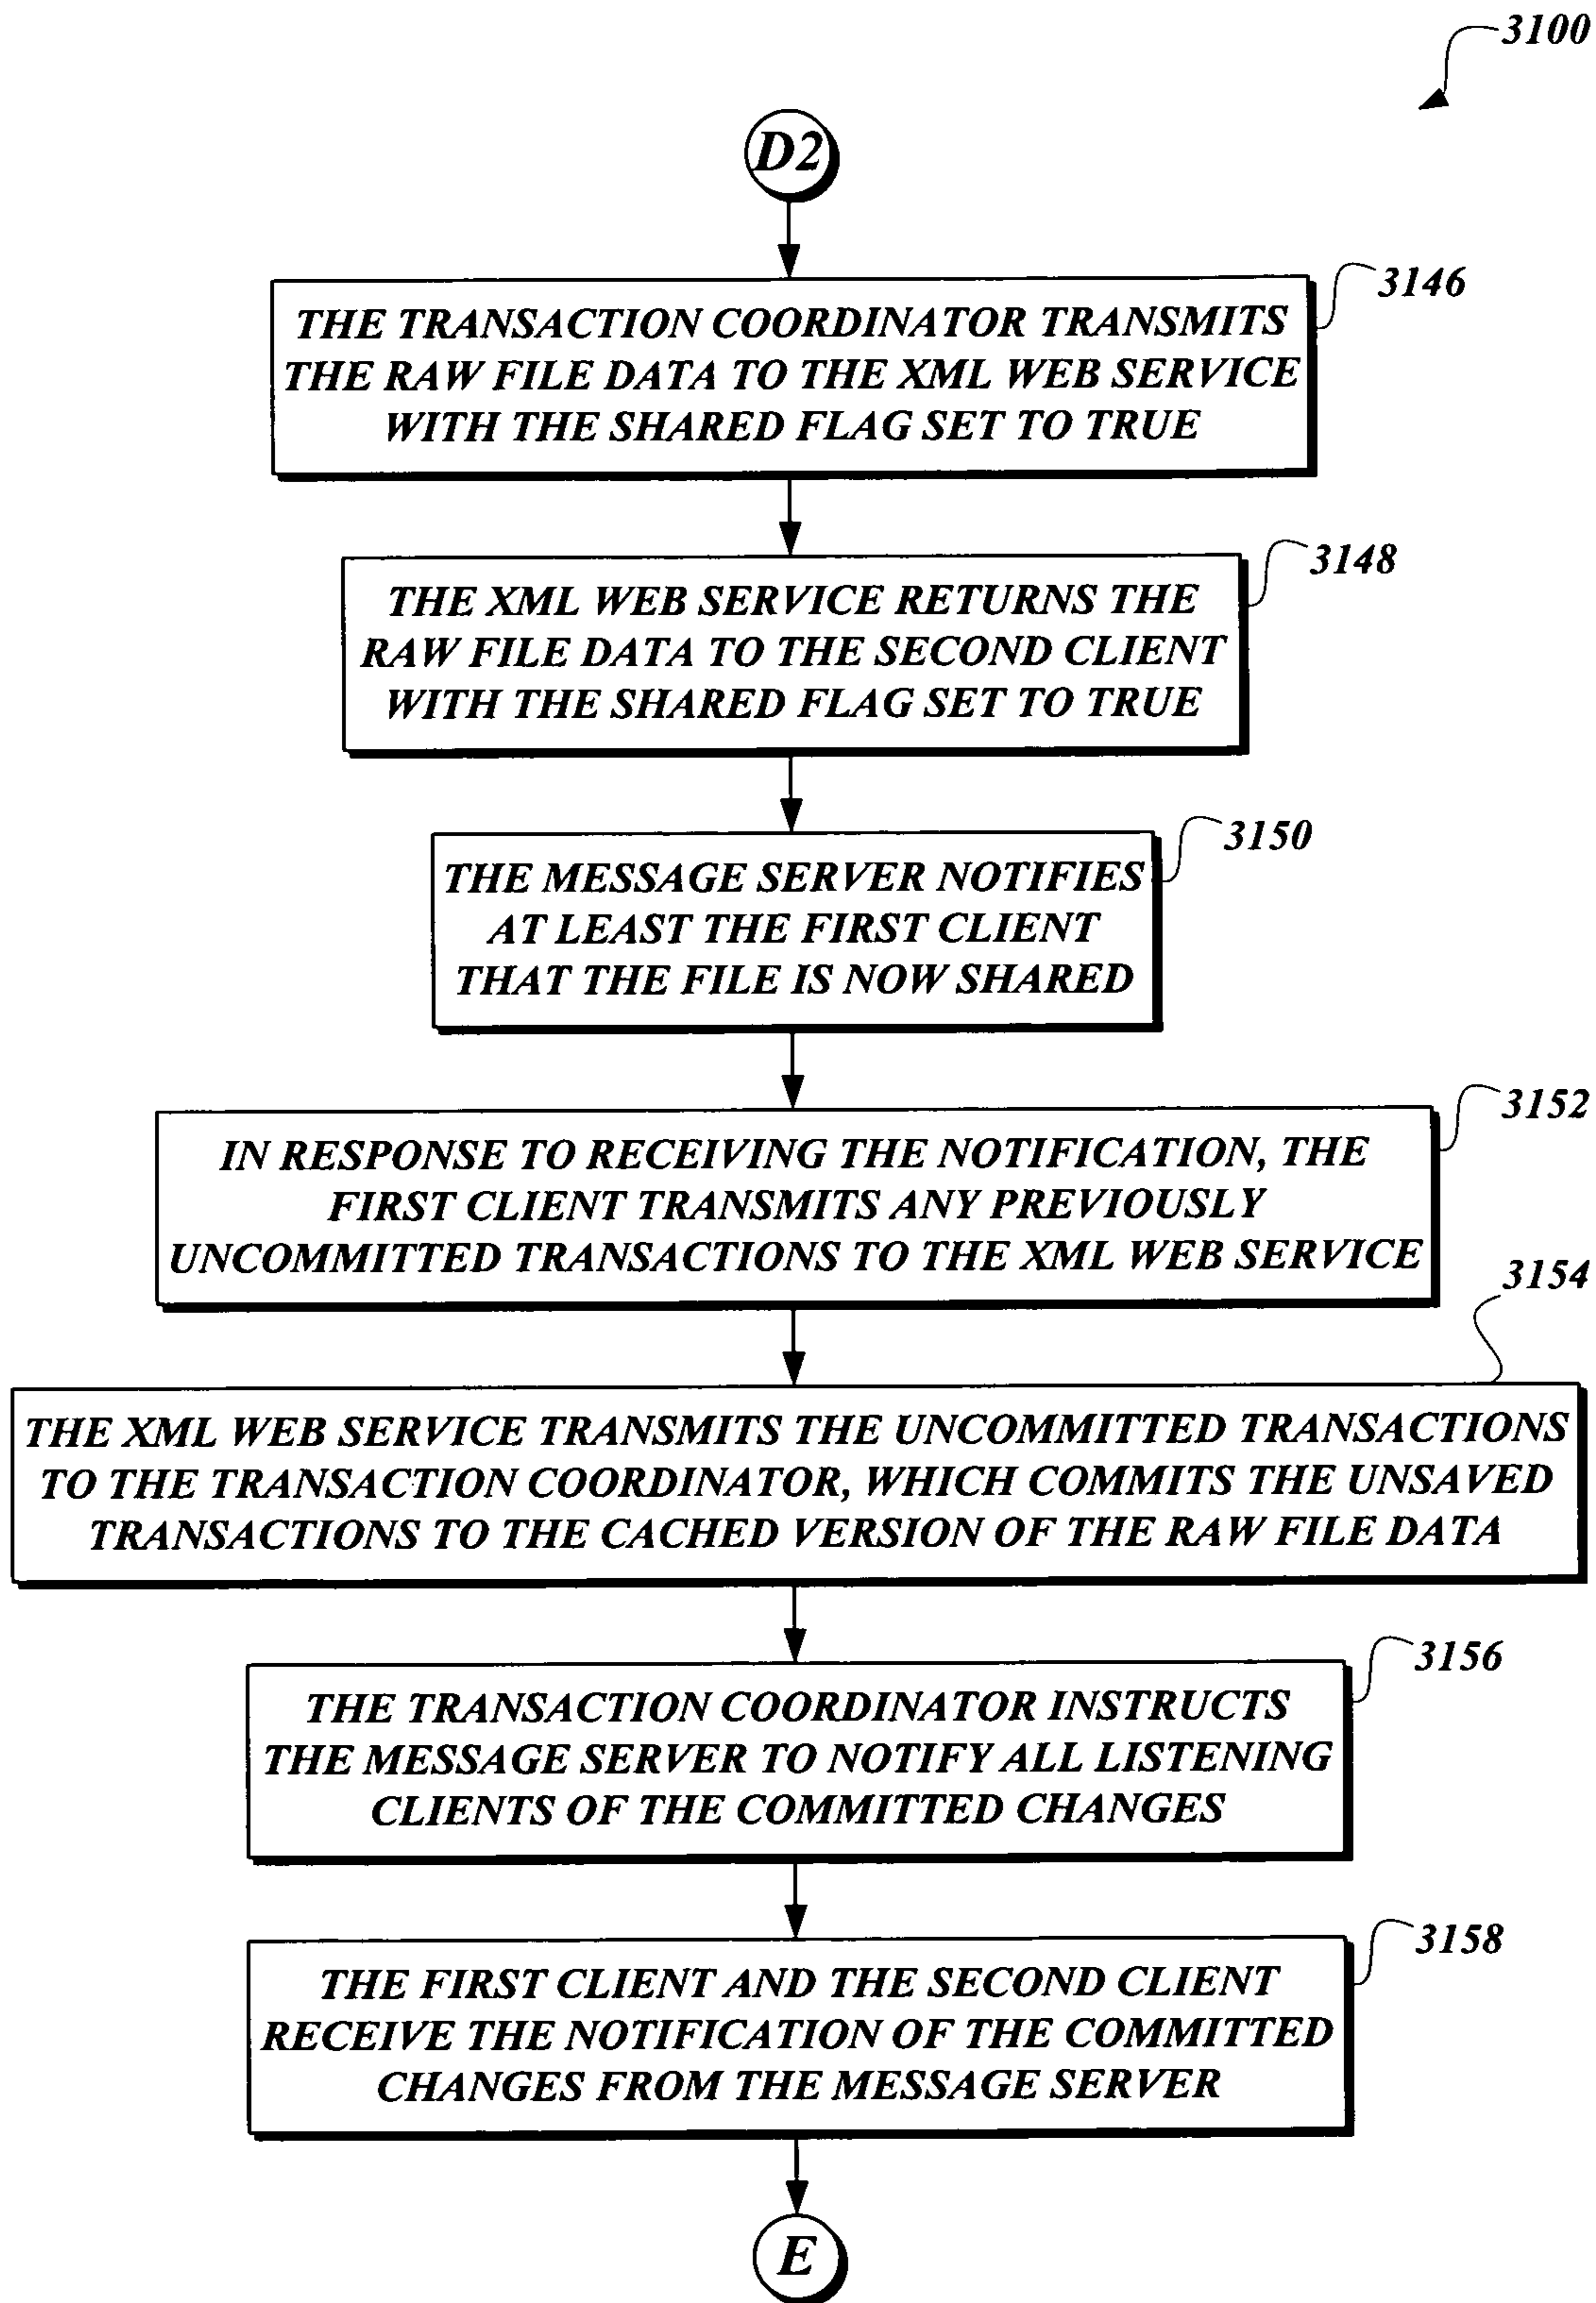 3100
D2
3146
THE TRANSACTION COORDINATOR TRANSMITS
THE RAW FILE DATA TO THE XML WEB SERVICE
WITH THE SHARED FLAG SET TO TRUE
3148
THE XML WEB SERVICE RETURNS THE
RAW FILE DATA TO THE SECOND CLIENT
WITH THE SHARED FLAG SET TO TRUE
3150
THE MESSAGE SERVER NOTIFIES
AT LEAST THE FIRST CLIENT
THAT THE FILE IS NOW SHARED
3152
IN RESPONSE TO RECEIVING THE NOTIFICATION, THE
FIRST CLIENT TRANSMITS ANY PREVIOUSLY
UNCOMMITTED TRANSACTIONS TO THE XML WEB SERVICE
3154
THE XML WEB SERVICE TRANSMITS THE UNCOMMITTED TRANSACTIONS
TO THE TRANSACTION COORDINATOR, WHICH COMMITS THE UNSAVED
TRANSACTIONS TO THE CACHED VERSION OF THE RAW FILE DATA
3156
THE TRANSACTION COORDINATOR INSTRUCTS
THE MESSAGE SERVER TO NOTIFY ALL LISTENING
CLIENTS OF THE COMMITTED CHANGES
3158
THE FIRST CLIENT AND THE SECOND CLIENT
RECEIVE THE NOTIFICATION OF THE COMMITTED
CHANGES FROM THE MESSAGE SERVER
E